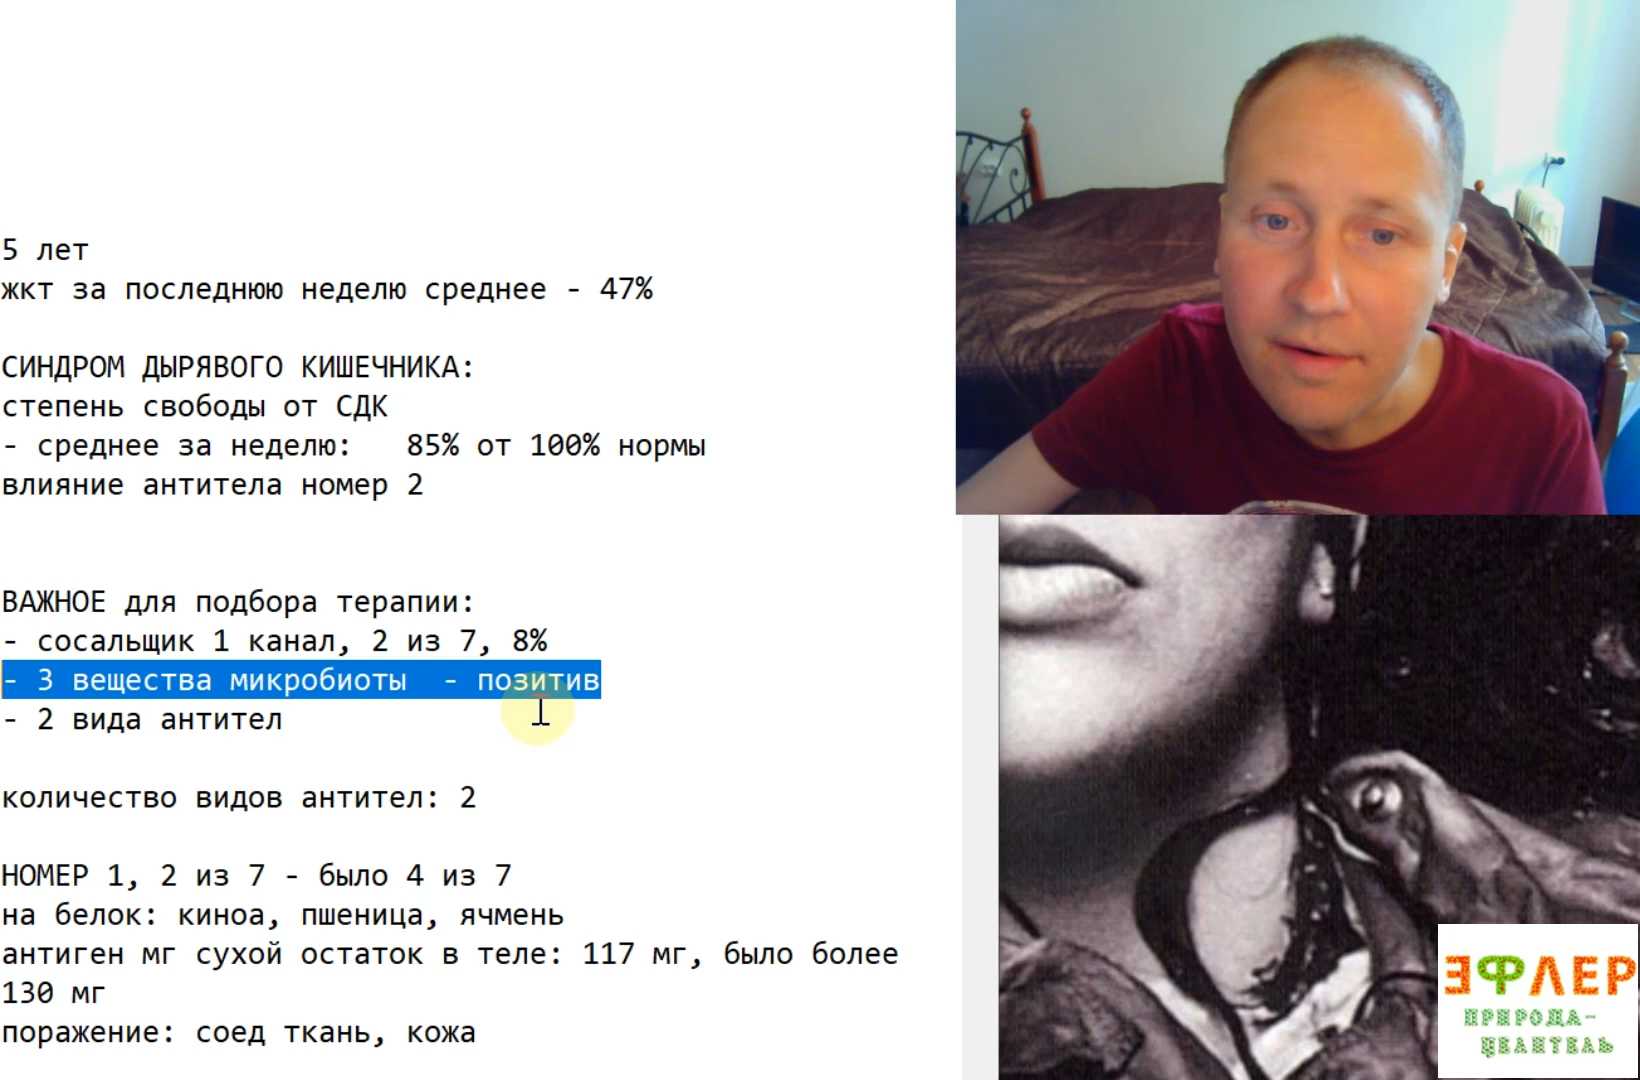 5 лет
жкт за последнюю неделю среднее - 47%
СИНДРОМ ДЫРЯВОГО КИШЕЧНИКА:
степень свободы от СДК
- среднее за неделю: 85% от 100% нормы
влияние антитела номер 2
ВАЖНОЕ для подбора терапии:
- сосальщик 1 канал, 2 из 7, 8%
- 3 вещества микробиоты - позитив
- 2 вида антител
количество видов антител: 2
НОМЕР 1, 2 из 7 - было 4 из 7
на белок: киноа, пшеница, ячмень
антиген мг сухой остаток в теле: 117 мг, было более
130 мг
поражение: соед ткань, кожа
ЭФЛЕР
ПРИРОДА-
ЦЕЛИТЕЛЬ